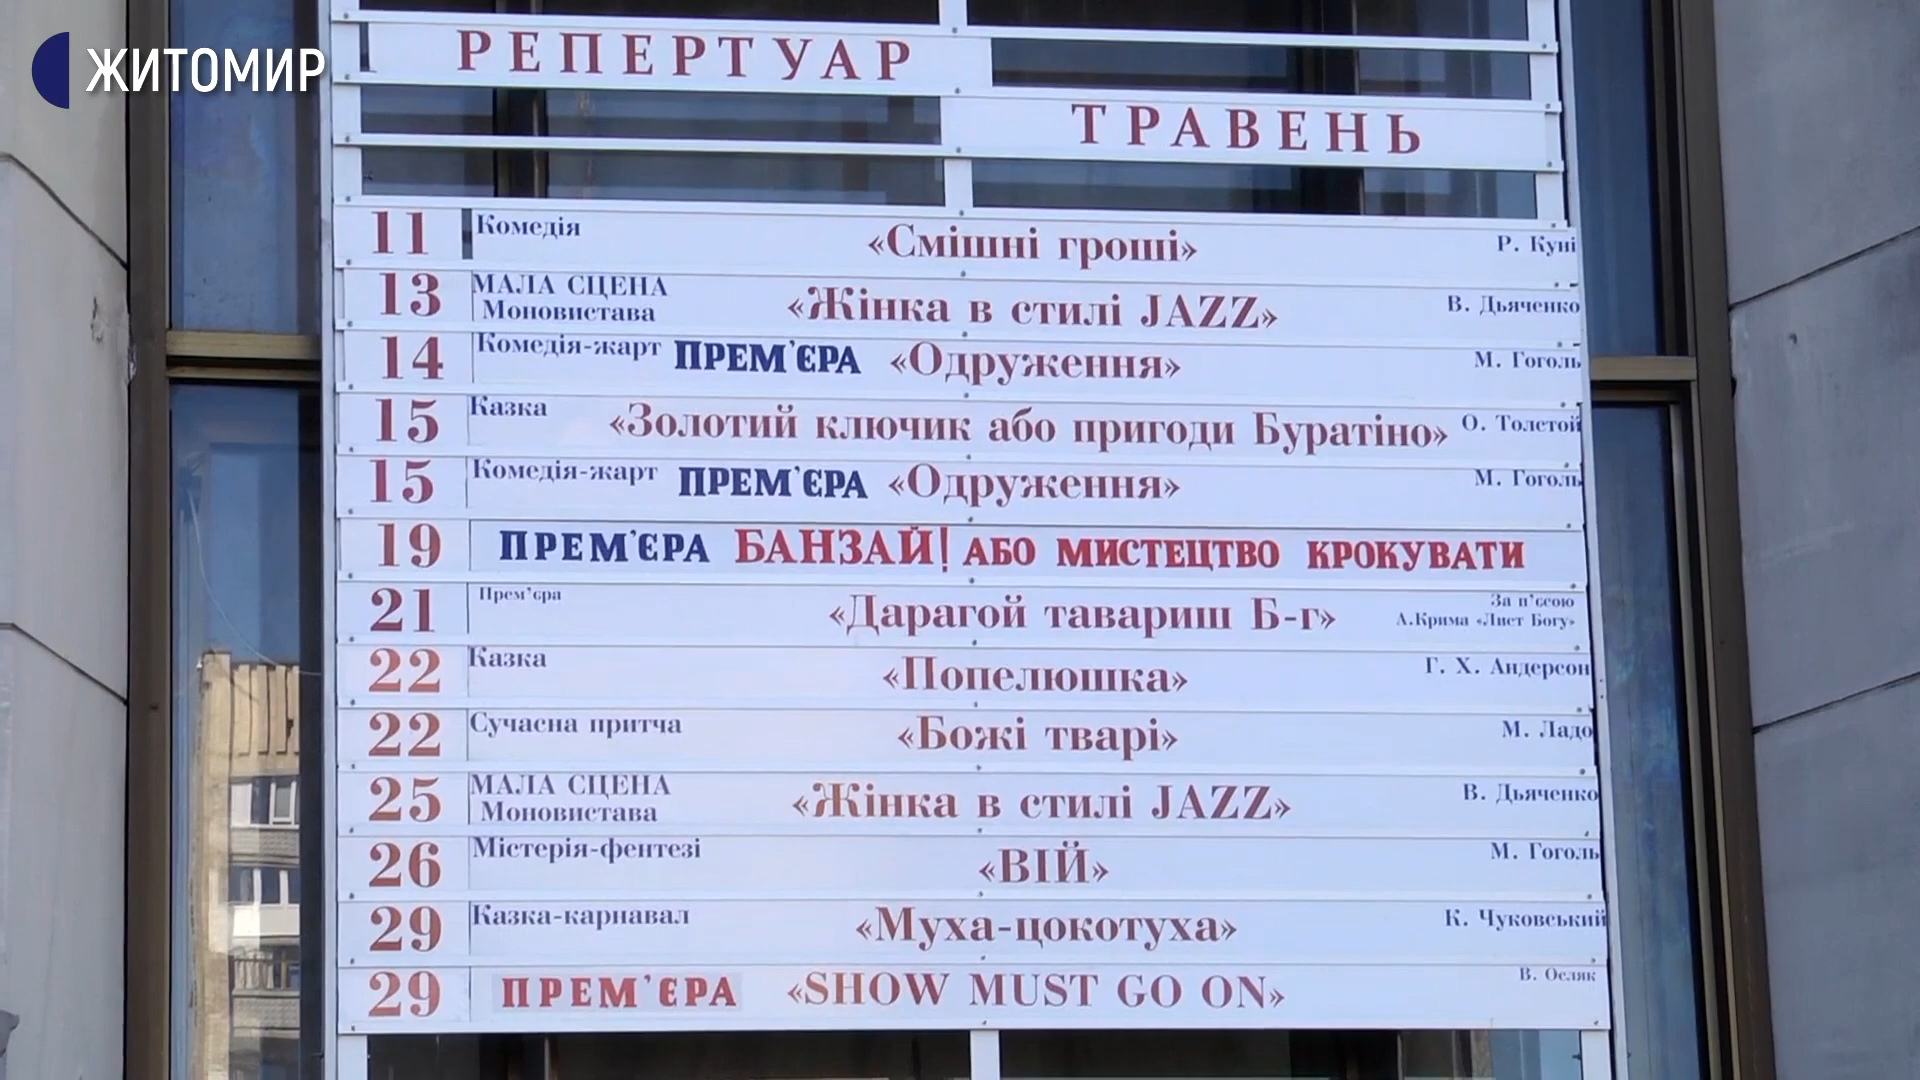 ЖИТОМИР
РЕПЕРТУАР
ТРАВЕНЬ
11 Комедія «Смішні гроші» Р. Куні
13 МАЛА СЦЕНА Моновистава «Жінка в стилі JAZZ» В. Дьяченко
14 Комедія-жарт ПРЕМ'ЄРА «Одруження» М. Гоголь
15 Казка «Золотий ключик або пригоди Буратіно» О. Толстой
15 Комедія-жарт ПРЕМ'ЄРА «Одруження» М. Гоголь
19 ПРЕМ'ЄРА БАНЗАЙ! АБО МИСТЕЦТВО КРОКУВАТИ
21 Прем'єра «Дарагой тавариш Б-г» За п'єсою А.Крима «Лист Богу»
22 Казка «Попелюшка» Г. Х. Андерсон
22 Сучасна притча «Божі тварі» М. Ладо
25 МАЛА СЦЕНА Моновистава «Жінка в стилі JAZZ» В. Дьяченко
26 Містерія-фентезі «ВІЙ» М. Гоголь
29 Казка-карнавал «Муха-цокотуха» К. Чуковський
29 ПРЕМ'ЄРА «SHOW MUST GO ON» В. Осляк